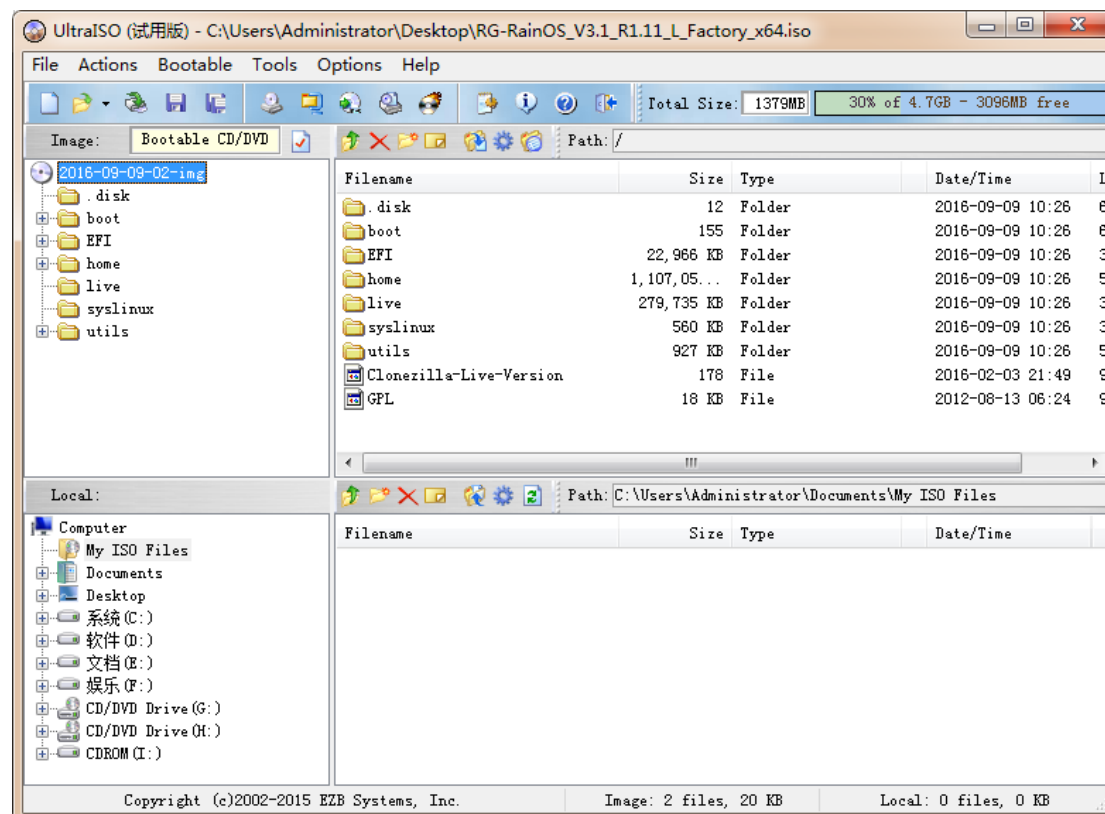 UltraISO (试用版) - C:\Users\Administrator\Desktop\RG-RainOS_V3.1_R1.11_L_Factory_x64.iso
File Actions Bootable Tools Options Help
Total Size: 1379MB 30% of 4.7GB - 3096MB free
Image: Bootable CD/DVD Path: /
2016-09-09-02-img
.disk
boot
EFI
home
live
syslinux
utils
Filename Size Type Date/Time
.disk 12 Folder 2016-09-09 10:26
boot 155 Folder 2016-09-09 10:26
EFI 22,966 KB Folder 2016-09-09 10:26
home 1,107,05... Folder 2016-09-09 10:26
live 279,735 KB Folder 2016-09-09 10:26
syslinux 560 KB Folder 2016-09-09 10:26
utils 927 KB Folder 2016-09-09 10:26
Clonezilla-Live-Version 178 File 2016-02-03 21:49
GPL 18 KB File 2012-08-13 06:24
Local: Path: C:\Users\Administrator\Documents\My ISO Files
Computer
My ISO Files
Documents
Desktop
系统(C:)
软件(D:)
文档(E:)
娱乐(F:)
CD/DVD Drive(G:)
CD/DVD Drive(H:)
CDROM(I:)
Filename Size Type Date/Time
Copyright (c)2002-2015 EZB Systems, Inc. Image: 2 files, 20 KB Local: 0 files, 0 KB